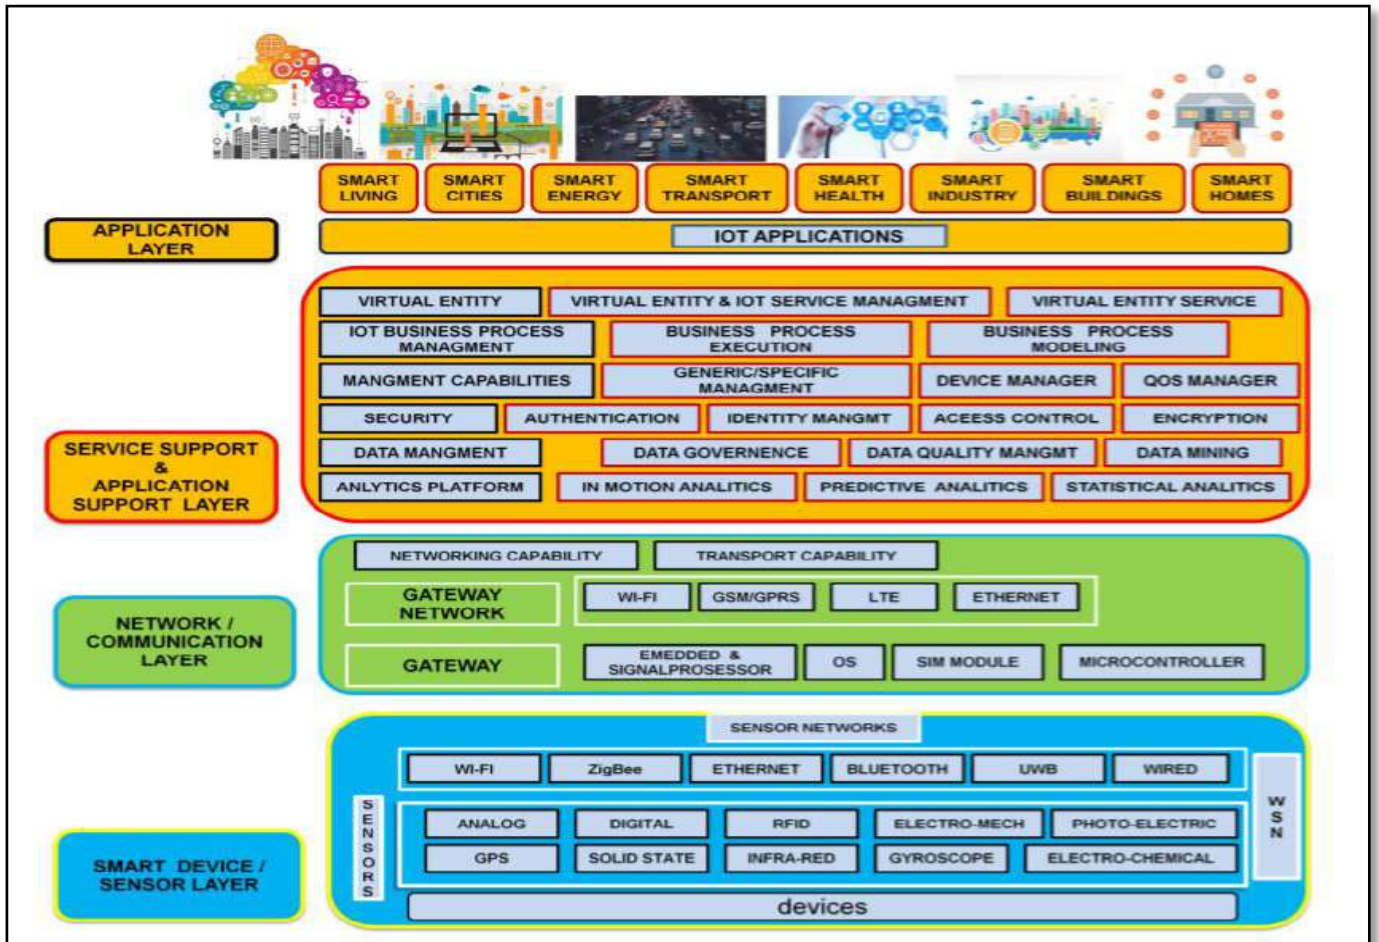 SMART
LIVING
SMART
CITIES
SMART
ENERGY
SMART
TRANSPORT
SMART
HEALTH
SMART
INDUSTRY
SMART
BUILDINGS
SMART
HOMES
APPLICATION
LAYER
IOT APPLICATIONS
VIRTUAL ENTITY
VIRTUAL ENTITY & IOT SERVICE MANAGMENT
VIRTUAL ENTITY SERVICE
IOT BUSINESS PROCESS
MANAGMENT
BUSINESS PROCESS
EXECUTION
BUSINESS PROCESS
MODELING
MANGMENT CAPABILITIES
GENERIC/SPECIFIC
MANAGMENT
DEVICE MANAGER
QOS MANAGER
SECURITY
AUTHENTICATION
IDENTITY MANGMT
ACEESS CONTROL
ENCRYPTION
SERVICE SUPPORT
&
APPLICATION
SUPPORT LAYER
DATA MANGMENT
DATA GOVERNENCE
DATA QUALITY MANGMT
DATA MINING
ANLYTICS PLATFORM
IN MOTION ANALITICS
PREDICTIVE ANALITICS
STATISTICAL ANALITICS
NETWORKING CAPABILITY
TRANSPORT CAPABILITY
NETWORK /
COMMUNICATION
LAYER
GATEWAY
NETWORK
WI-FI
GSM/GPRS
LTE
ETHERNET
GATEWAY
EMEDDED &
SIGNALPROSESSOR
OS
SIM MODULE
MICROCONTROLLER
SENSOR NETWORKS
WI-FI
ZigBee
ETHERNET
BLUETOOTH
UWB
WIRED
SENSORS
WSN
ANALOG
DIGITAL
RFID
ELECTRO-MECH
PHOTO-ELECTRIC
SMART DEVICE /
SENSOR LAYER
GPS
SOLID STATE
INFRA-RED
GYROSCOPE
ELECTRO-CHEMICAL
devices